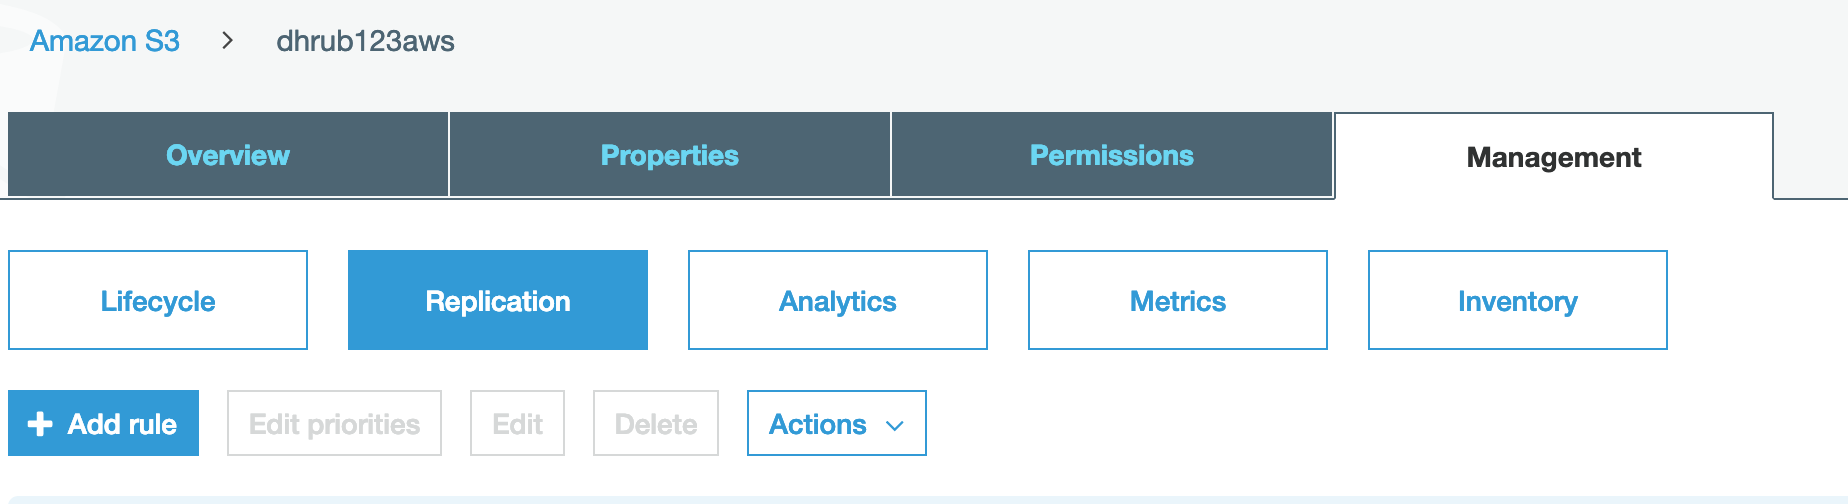 Amazon S3 > dhrub123aws
Overview Properties Permissions Management
Lifecycle Replication Analytics Metrics Inventory
+ Add rule Edit priorities Edit Delete Actions